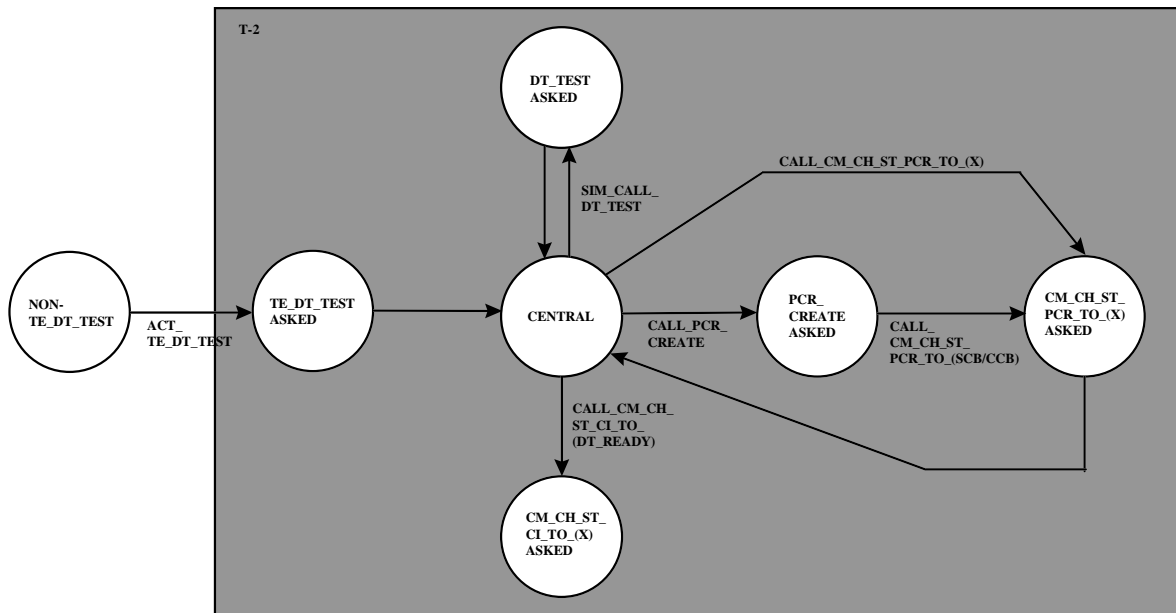 T-2
DT_TEST
ASKED
CALL_CM_CH_ST_PCR_TO_(X)
SIM_CALL_
DT_TEST
NON-
TE_DT_TEST
ACT_
TE_DT_TEST
TE_DT_TEST
ASKED
CENTRAL
CALL_PCR_
CREATE
PCR_
CREATE
ASKED
CALL_
CM_CH_ST_
PCR_TO_(SCB/CCB)
CM_CH_ST_
PCR_TO_(X)
ASKED
CALL_CM_CH_
ST_CI_TO_
(DT_READY)
CM_CH_ST_
CI_TO_(X)
ASKED